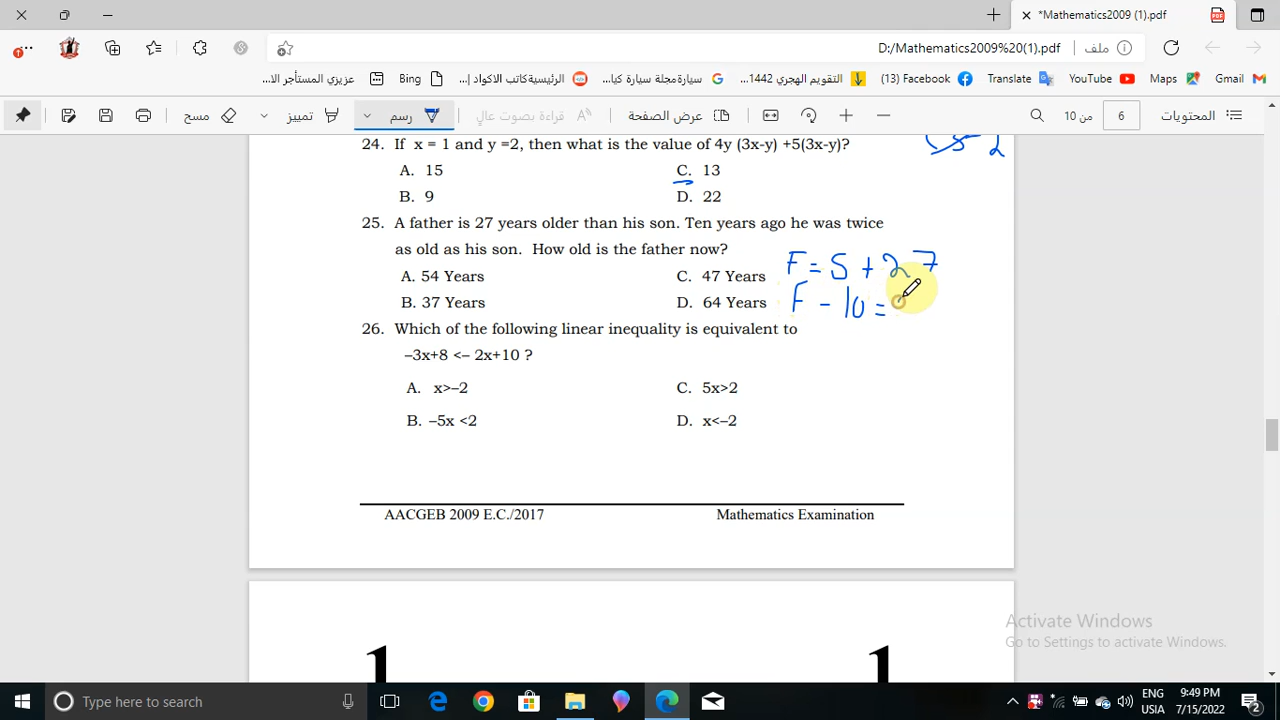 *Mathematics2009 (1).pdf
D:/Mathematics2009%20(1).pdf
ملف
عزيزي المستأجر الا...
Bing
الرئيسيةكاتب الاكواد |...
سيارةمجلة سيارة كيا...
التقويم الهجري 1442...
(13) Facebook
Translate
YouTube
Maps
Gmail
مسح
تمييز
رسم
قراءة بصوت عالٍ
عرض الصفحة
من 10
6
المحتويات
24. If x = 1 and y =2, then what is the value of 4y (3x-y) +5(3x-y)?
A. 15
C. 13
B. 9
D. 22
25. A father is 27 years older than his son. Ten years ago he was twice
as old as his son. How old is the father now?
F = S + 27
A. 54 Years
C. 47 Years
F - 10 =
B. 37 Years
D. 64 Years
26. Which of the following linear inequality is equivalent to
–3x+8 <– 2x+10 ?
A. x>–2
C. 5x>2
B. –5x <2
D. x<–2
AACGEB 2009 E.C./2017
Mathematics Examination
1
1
Activate Windows
Go to Settings to activate Windows.
Type here to search
ENG
USIA
9:49 PM
7/15/2022
2